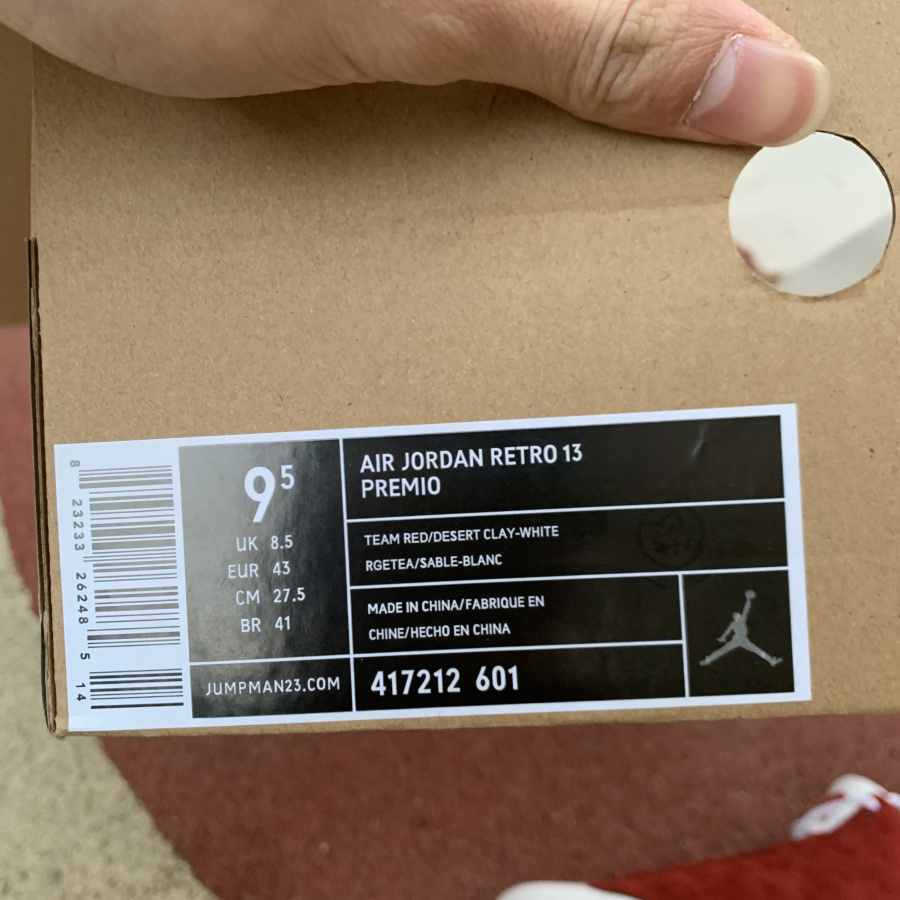 AIR JORDAN RETRO 13
PREMIO
9⁵
UK 8.5
EUR 43
CM 27.5
BR 41
TEAM RED/DESERT CLAY-WHITE
RGETEA/SABLE-BLANC
MADE IN CHINA/FABRIQUE EN
CHINE/HECHO EN CHINA
JUMPMAN23.COM
417212 601
8 23233 26248 5 14